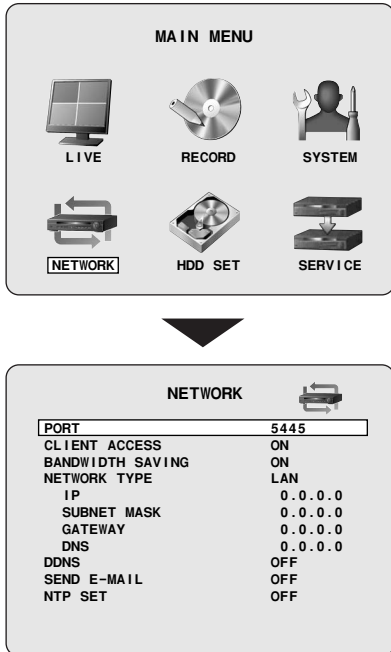 MAIN MENU
LIVE RECORD SYSTEM
NETWORK HDD SET SERVICE
NETWORK
PORT 5445
CLIENT ACCESS ON
BANDWIDTH SAVING ON
NETWORK TYPE LAN
IP 0.0.0.0
SUBNET MASK 0.0.0.0
GATEWAY 0.0.0.0
DNS 0.0.0.0
DDNS OFF
SEND E-MAIL OFF
NTP SET OFF